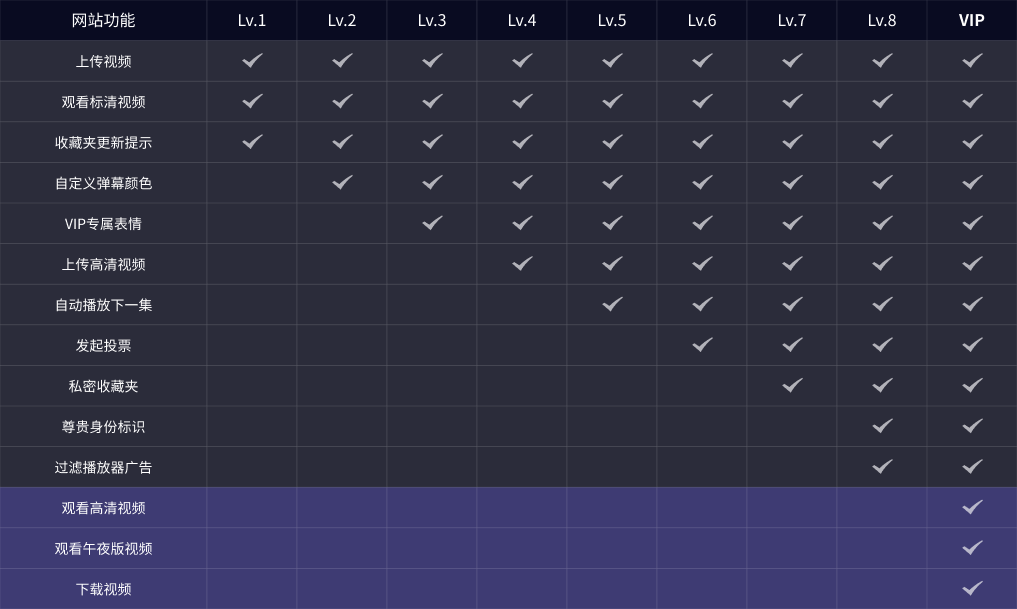 网站功能 Lv.1 Lv.2 Lv.3 Lv.4 Lv.5 Lv.6 Lv.7 Lv.8 VIP
上传视频
观看标清视频
收藏夹更新提示
自定义弹幕颜色
VIP专属表情
上传高清视频
自动播放下一集
发起投票
私密收藏夹
尊贵身份标识
过滤播放器广告
观看高清视频
观看午夜版视频
下载视频